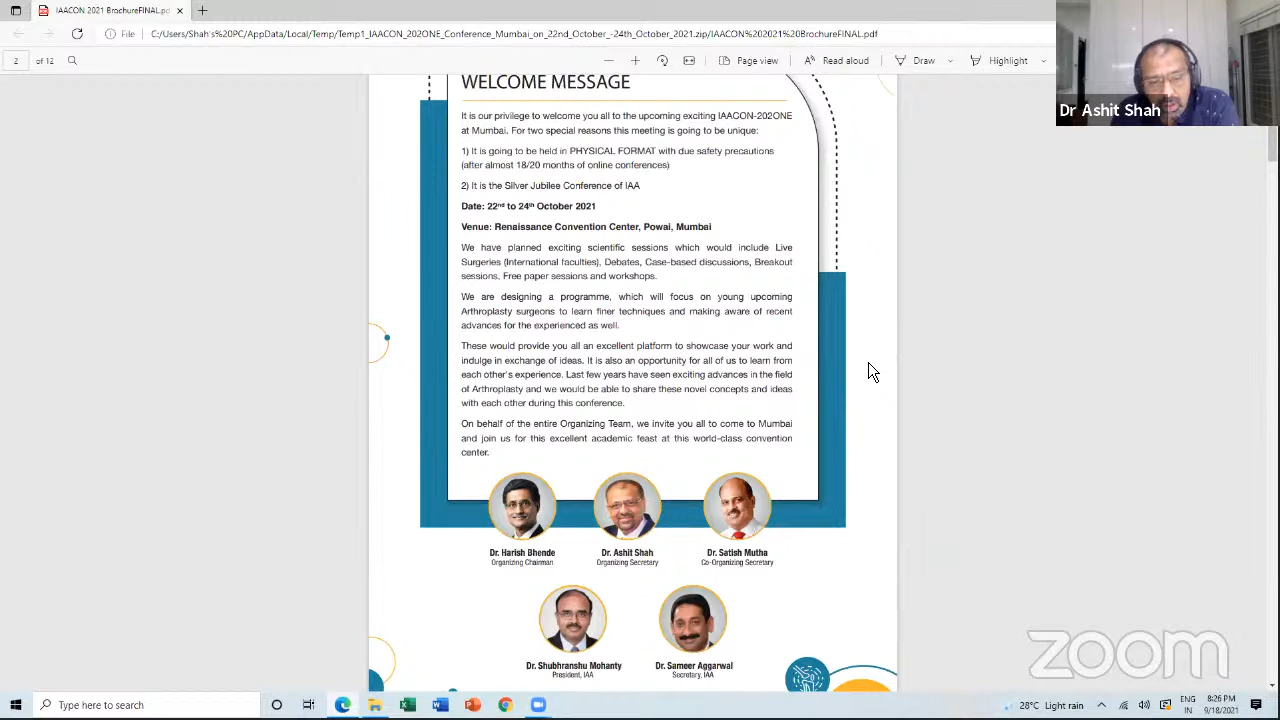 IAACON 2021 BrochureFINAL.pd
File
C:/Users/Shah's%20PC/AppData/Local/Temp/Temp1_IAACON_202ONE_Conference_Mumbai_on_22nd_October_-24th_October_2021.zip/IAACON%202021%20BrochureFINAL.pdf
2 of 12
Page view
Read aloud
Draw
Highlight
Dr Ashit Shah
WELCOME MESSAGE
It is our privilege to welcome you all to the upcoming exciting IAACON-202ONE
at Mumbai. For two special reasons this meeting is going to be unique:
1) It is going to be held in PHYSICAL FORMAT with due safety precautions
(after almost 18/20 months of online conferences)
2) It is the Silver Jubilee Conference of IAA
Date: 22nd to 24th October 2021
Venue: Renaissance Convention Center, Powai, Mumbai
We have planned exciting scientific sessions which would include Live
Surgeries (International faculties), Debates, Case-based discussions, Breakout
sessions, Free paper sessions and workshops.
We are designing a programme, which will focus on young upcoming
Arthroplasty surgeons to learn finer techniques and making aware of recent
advances for the experienced as well.
These would provide you all an excellent platform to showcase your work and
indulge in exchange of ideas. It is also an opportunity for all of us to learn from
each other's experience. Last few years have seen exciting advances in the field
of Arthroplasty and we would be able to share these novel concepts and ideas
with each other during this conference.
On behalf of the entire Organizing Team, we invite you all to come to Mumbai
and join us for this excellent academic feast at this world-class convention
center.
Dr. Harish Bhende
Organizing Chairman
Dr. Ashit Shah
Organizing Secretary
Dr. Satish Mutha
Co-Organizing Secretary
Dr. Shubhranshu Mohanty
President, IAA
Dr. Sameer Aggarwal
Secretary, IAA
zoom
Type here to search
28°C Light rain
ENG
IN
8:26 PM
9/18/2021